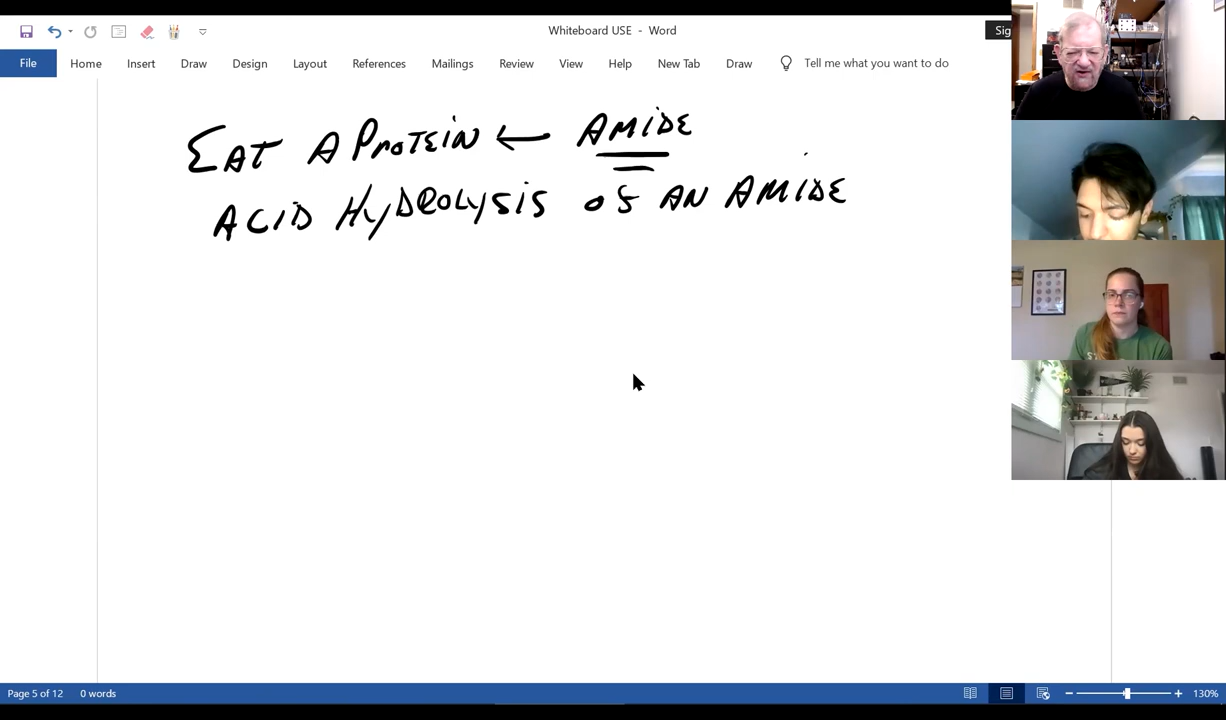 Whiteboard USE - Word
Sig
File Home Insert Draw Design Layout References Mailings Review View Help New Tab Draw Tell me what you want to do
EAT A PROTEIN ← AMIDE
ACID HYDROLYSIS OF AN AMIDE
Page 5 of 12 0 words
130%